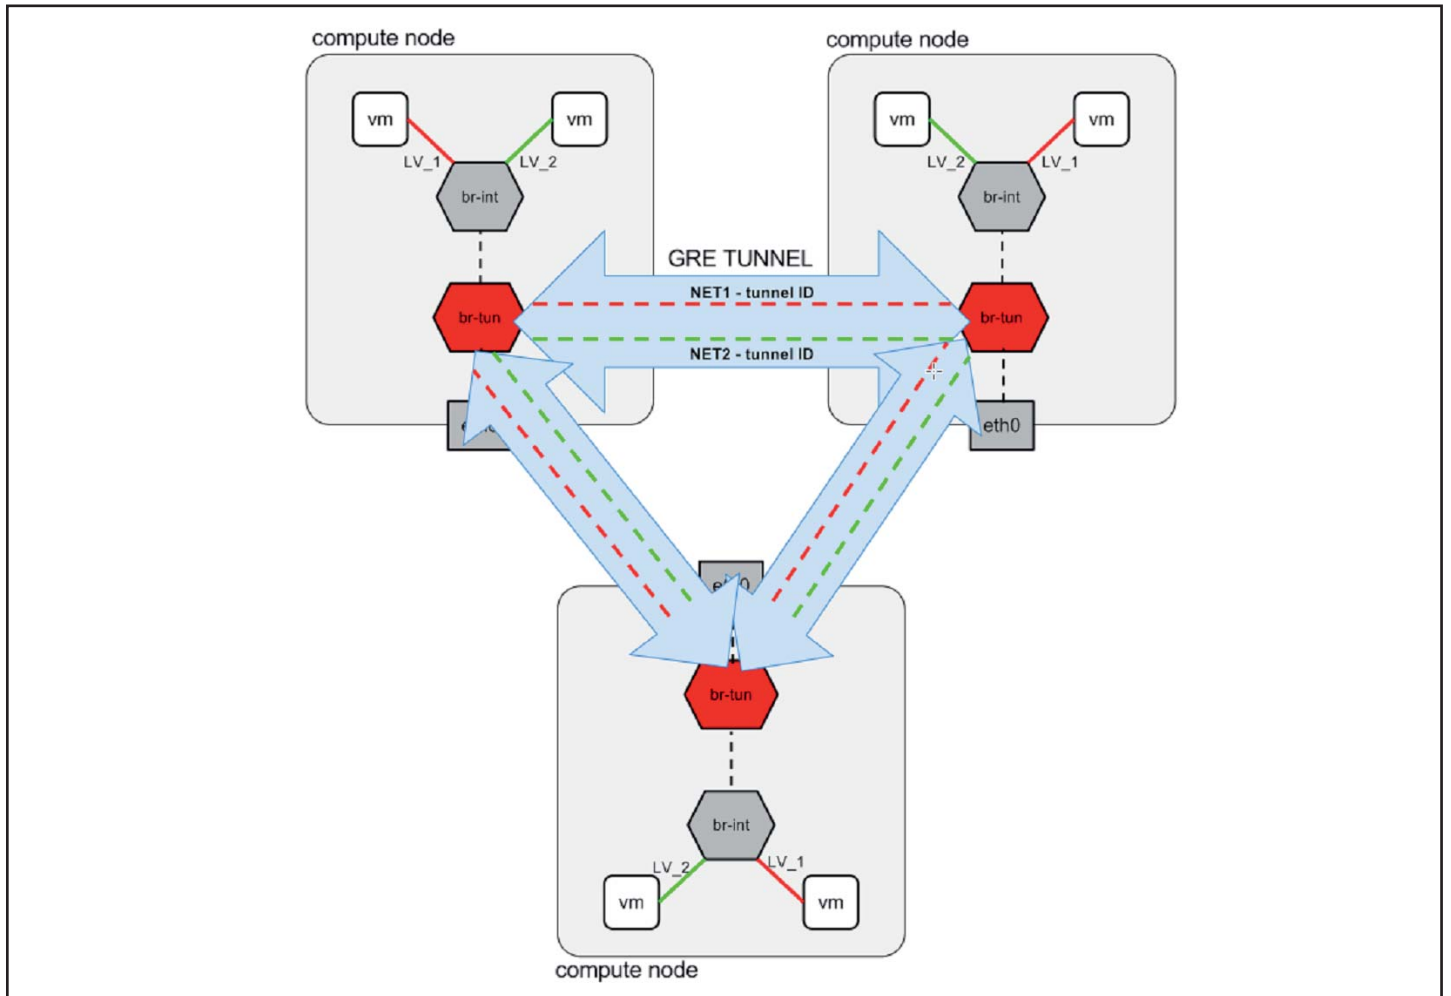 compute node
compute node
vm
vm
vm
vm
LV_1
LV_2
LV_2
LV_1
br-int
br-int
GRE TUNNEL
NET1 - tunnel ID
br-tun
br-tun
NET2 - tunnel ID
eth0
br-tun
br-int
LV_2
LV_1
vm
vm
compute node